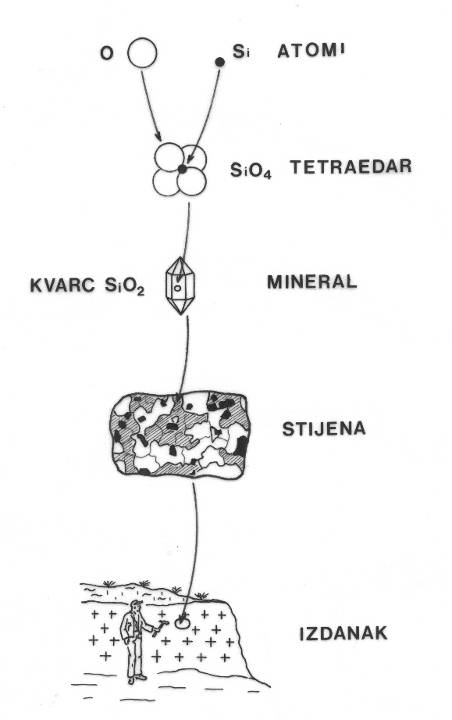 O Si ATOMI
SiO₄ TETRAEDAR
KVARC SiO₂ MINERAL
STIJENA
IZDANAK